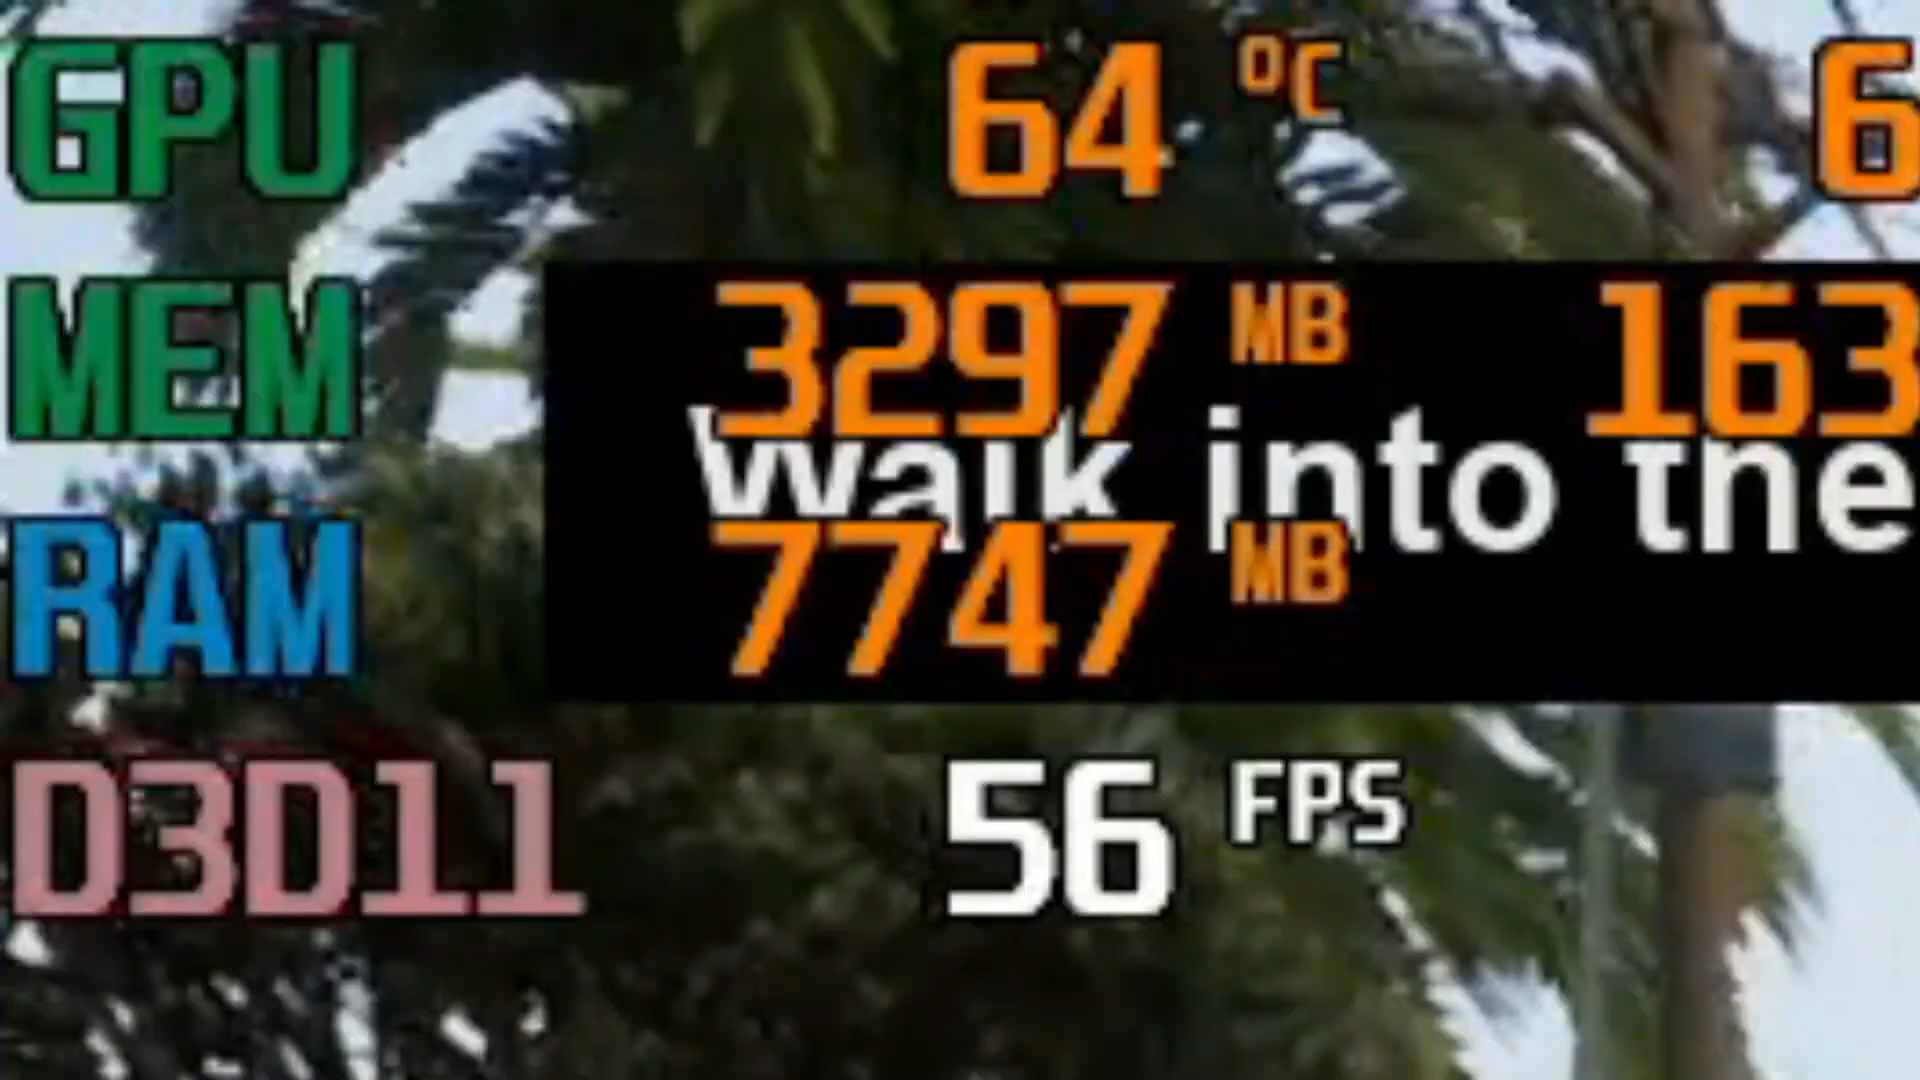 GPU 64 °C 6
MEM 3297 MB 163
Walk into the
RAM 7747 MB
D3D11 56 FPS